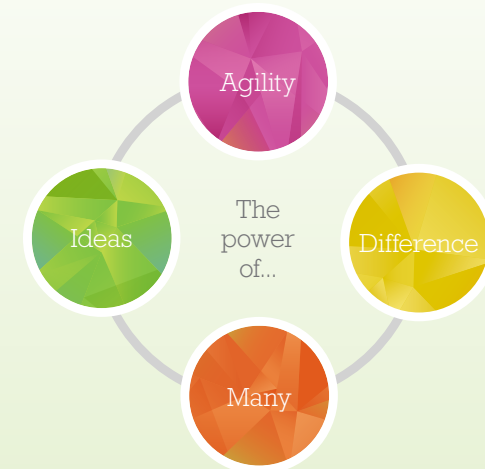 Agility
Ideas
The
power
of...
Difference
Many